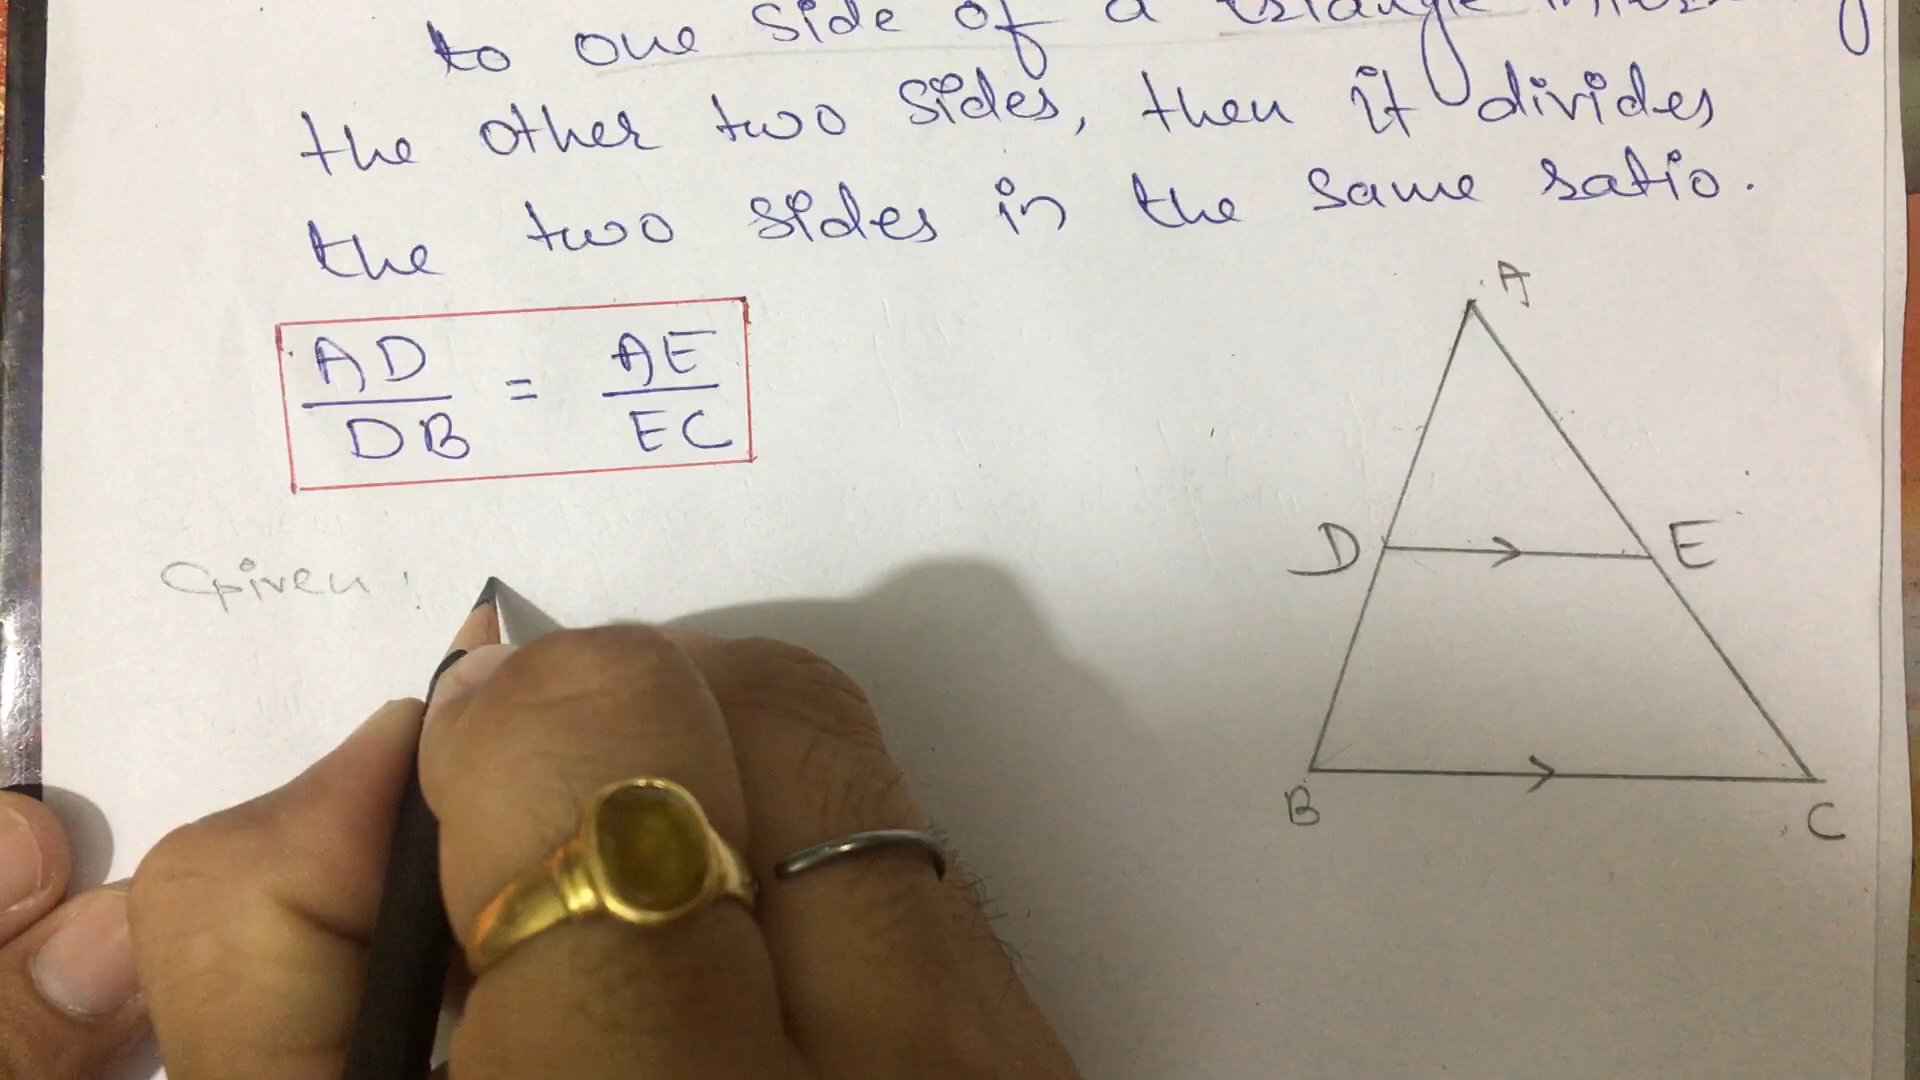 to one side of a triangle
the other two sides, then it divides
the two sides in the same ratio.
AD / DB = AE / EC
Given :
A
D
E
B
C